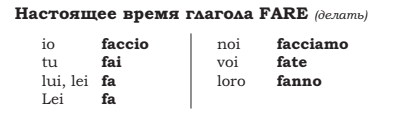 Настоящее время глагола FARE (делать)
io faccio noi facciamo
tu fai voi fate
lui, lei fa loro fanno
Lei fa